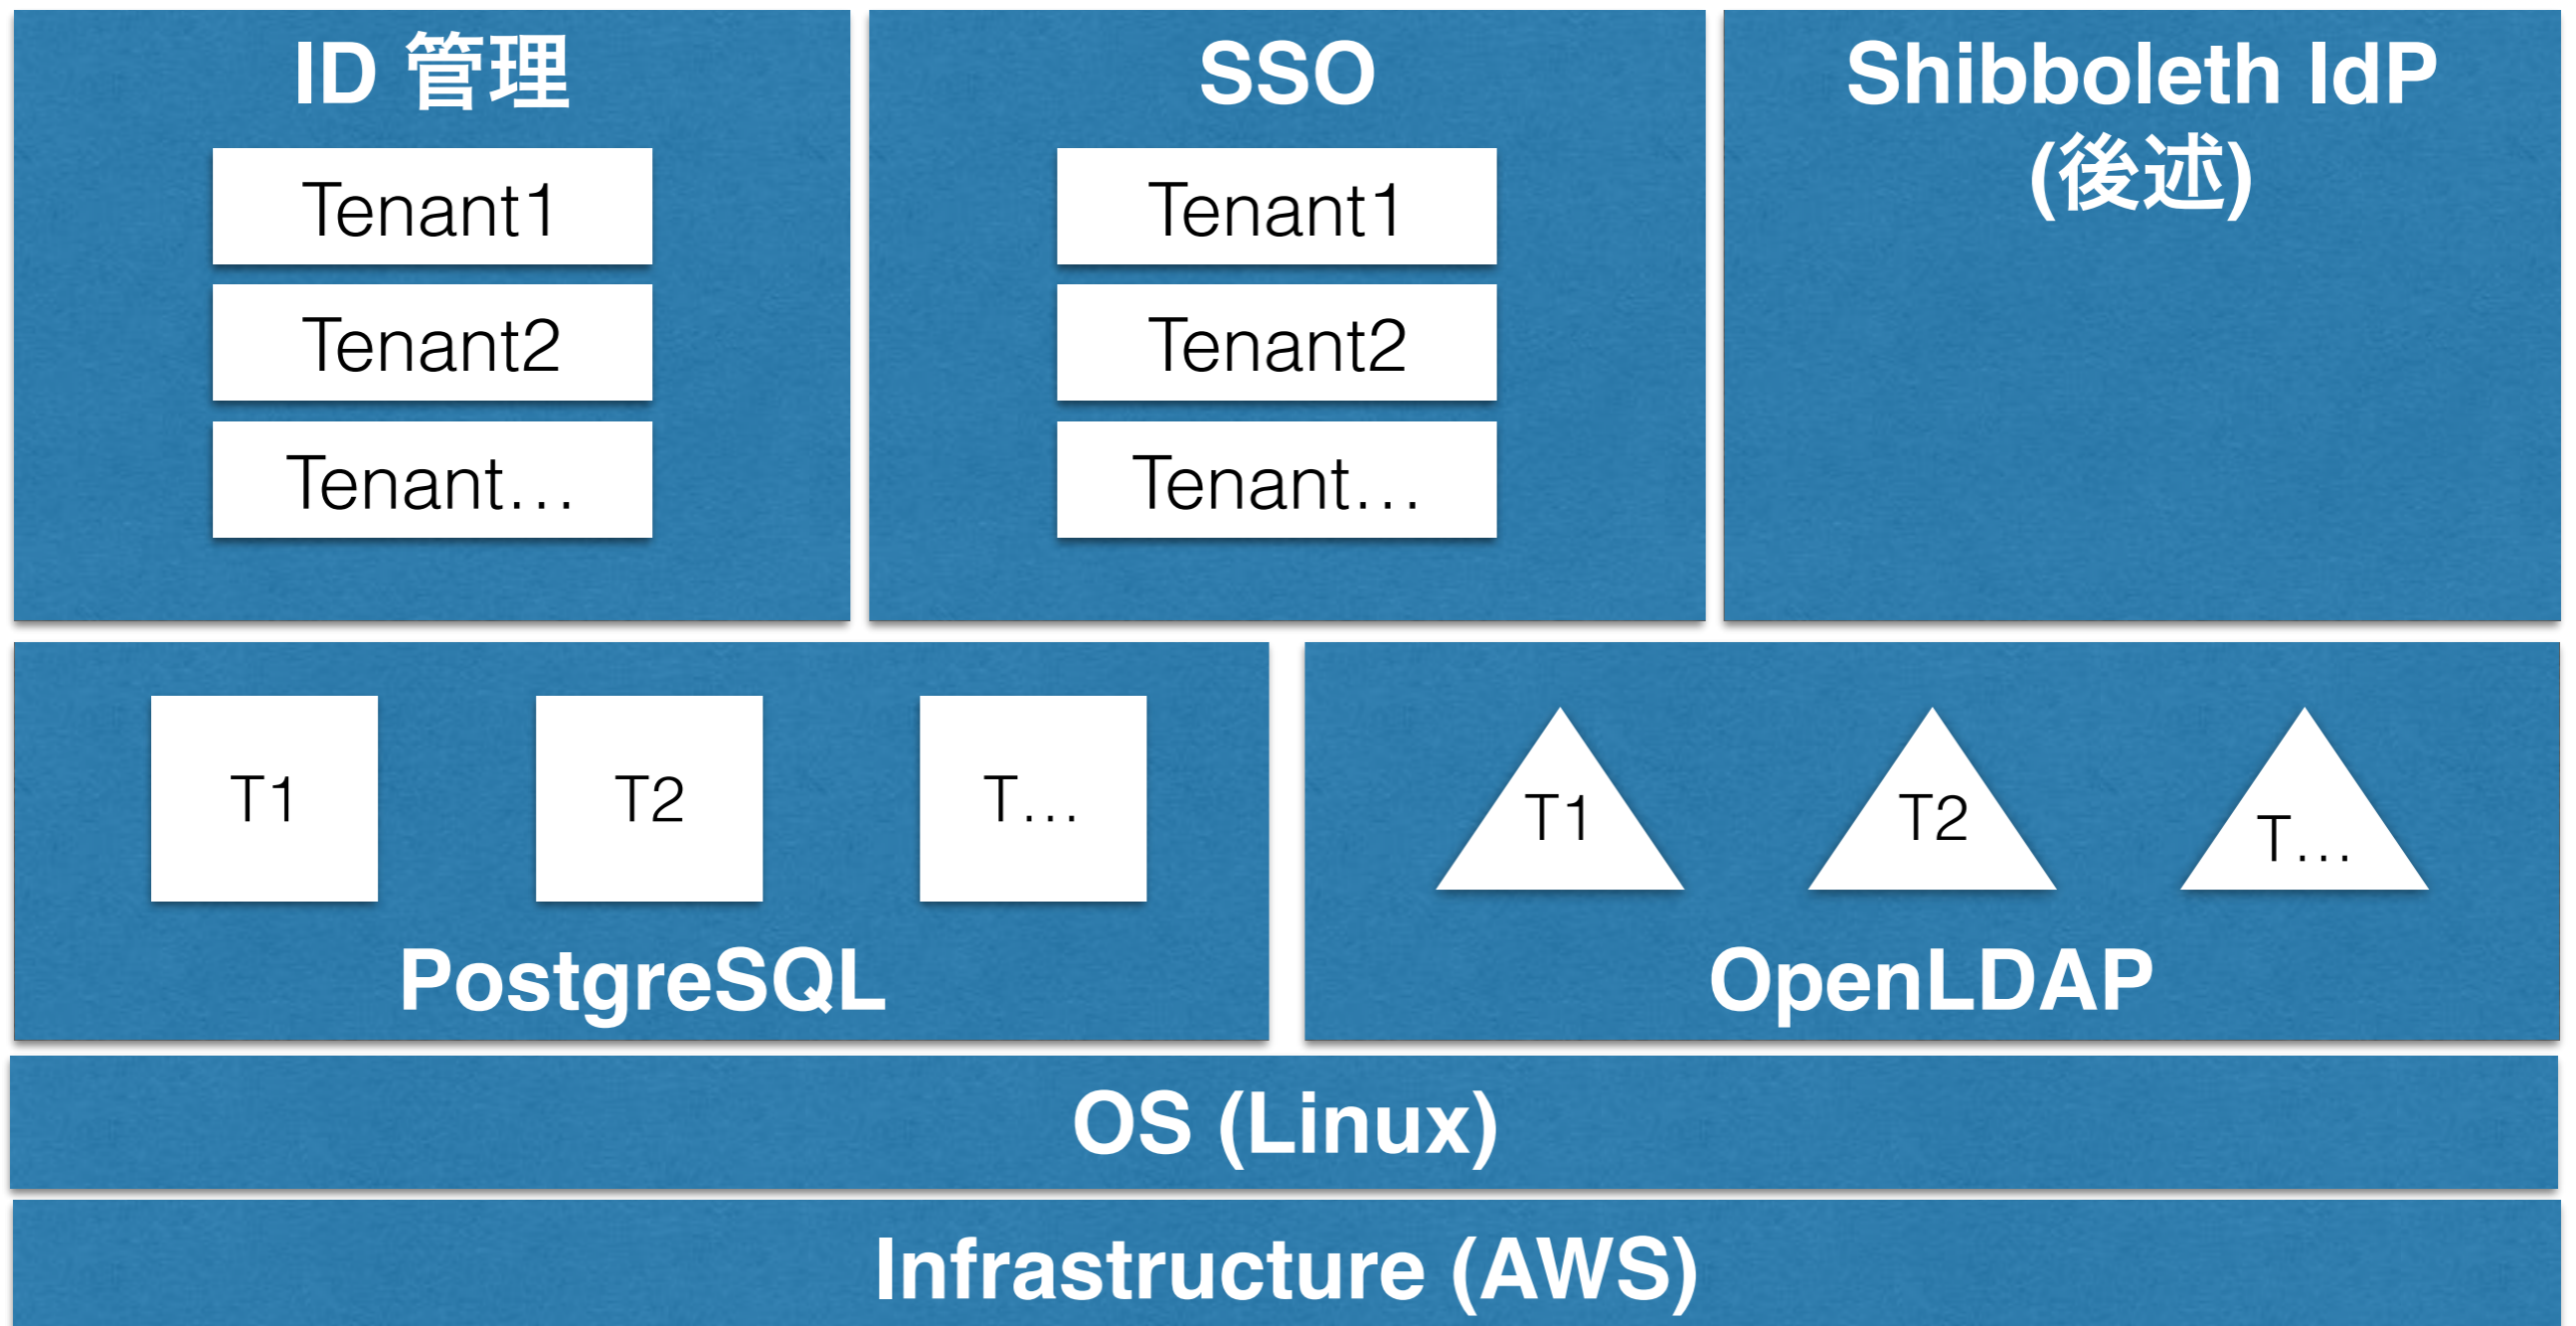 ID 管理
Tenant1
Tenant2
Tenant…
SSO
Tenant1
Tenant2
Tenant…
Shibboleth IdP
(後述)
T1
T2
T…
PostgreSQL
T1
T2
T…
OpenLDAP
OS (Linux)
Infrastructure (AWS)